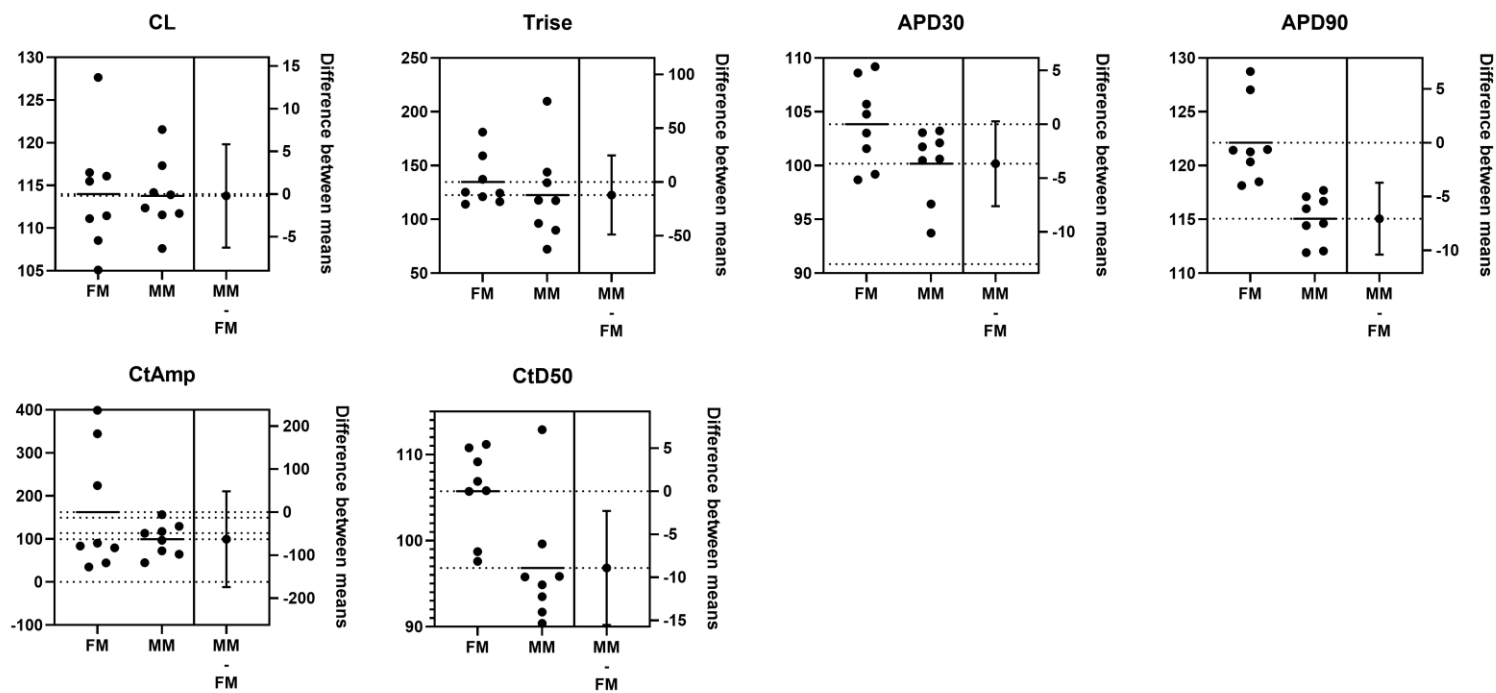 CL
130
125
120
115
110
105
15
10
5
0
-5
Difference between means
FM
MM
MM
-
FM
Trise
250
200
150
100
50
100
50
0
-50
Difference between means
FM
MM
MM
-
FM
APD30
110
105
100
95
90
5
0
-5
-10
Difference between means
FM
MM
MM
-
FM
APD90
130
125
120
115
110
5
0
-5
-10
Difference between means
FM
MM
MM
-
FM
CtAmp
400
300
200
100
0
-100
200
100
0
-100
-200
Difference between means
FM
MM
MM
-
FM
CtD50
110
100
90
5
0
-5
-10
-15
Difference between means
FM
MM
MM
-
FM